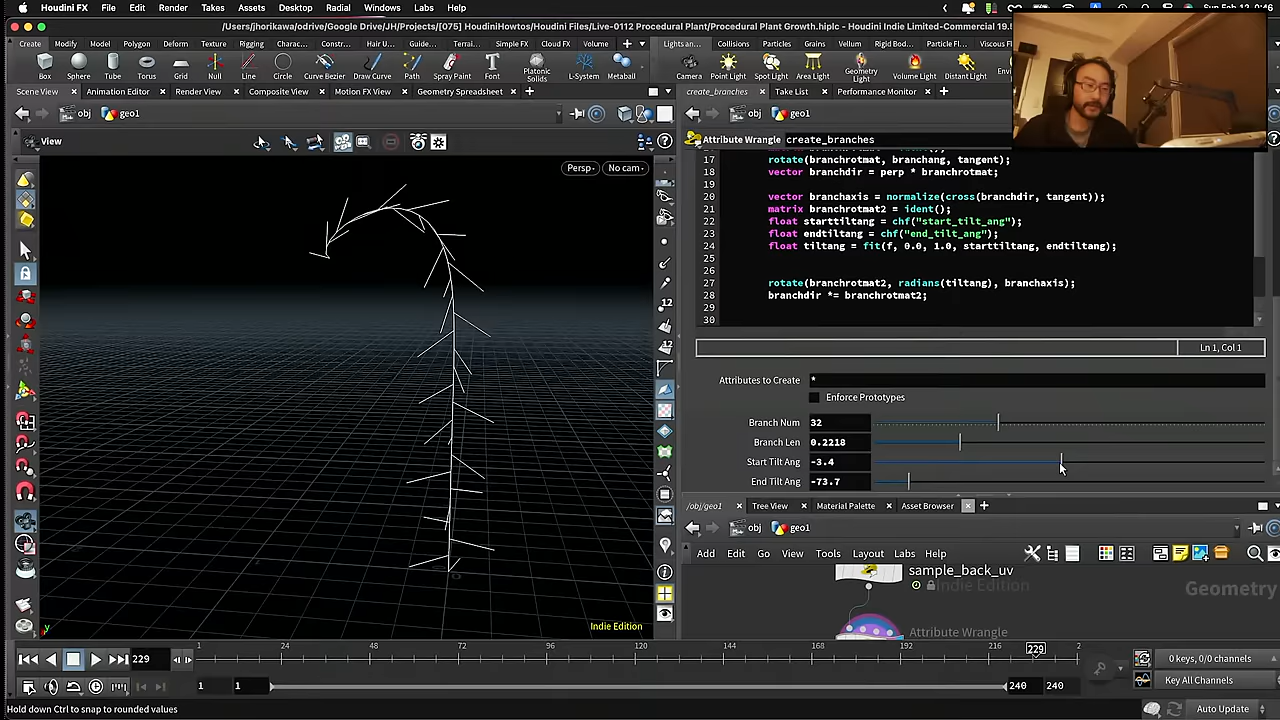 Houdini FX File Edit Render Takes Assets Desktop Radial Windows Labs Help
/Users/jhorikawa/Google Drive/JH/Projects/[075] HoudiniHowtos/Houdini Files/Live-0112 Procedural Plant Growth/Procedural Plant Growth.hiplc - Houdini Indie Limited-Commercial 19.5
Create Modify Model Polygon Deform Texture Rigging Charac... Constr... Hair U... Guide... Terrai... Simple FX Cloud FX Volume
Lights an... Collisions Particles Grains Vellum Rigid Bod... Particle Fl... Viscous F
Box Sphere Tube Torus Grid Null Line Circle Curve Bezier Draw Curve Path Spray Paint Font Platonic Solids L-System Metaball
Camera Point Light Spot Light Area Light Geometry Light Volume Light Distant Light
Scene View Animation Editor Render View Composite View Motion FX View Geometry Spreadsheet
create_branches Take List Performance Monitor
obj geo1
obj geo1
View
Attribute Wrangle create_branches
Persp No cam
17 rotate(branchrotmat, branchang, tangent);
18 vector branchdir = perp * branchrotmat;
19
20 vector branchaxis = normalize(cross(branchdir, tangent));
21 matrix branchrotmat2 = ident();
22 float starttiltang = chf("start_tilt_ang");
23 float endtiltang = chf("end_tilt_ang");
24 float tiltang = fit(f, 0.0, 1.0, starttiltang, endtiltang);
25
26
27 rotate(branchrotmat2, radians(tiltang), branchaxis);
28 branchdir *= branchrotmat2;
29
30
Ln 1, Col 1
Attributes to Create *
Enforce Prototypes
Branch Num 32
Branch Len 0.2218
Start Tilt Ang -3.4
End Tilt Ang -73.7
/obj/geo1 Tree View Material Palette Asset Browser
obj geo1
Add Edit Go View Tools Layout Labs Help
sample_back_uv
Indie Edition
Geometry
Attribute Wrangle
Indie Edition
229
1 24 48 72 96 120 144 168 192 216 229 2
0 keys, 0/0 channels
1 1 240 240
Key All Channels
Hold down Ctrl to snap to rounded values
Auto Update